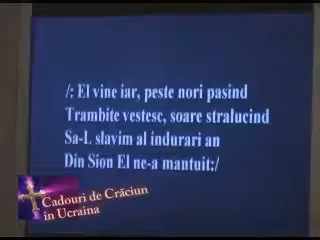 /: El vine iar, peste nori pasind
Trambite vestesc, soare stralucind
Sa-L slavim al indurari an
Din Sion El ne-a mantuit:/
Cadouri de Crăciun
in Ucraina